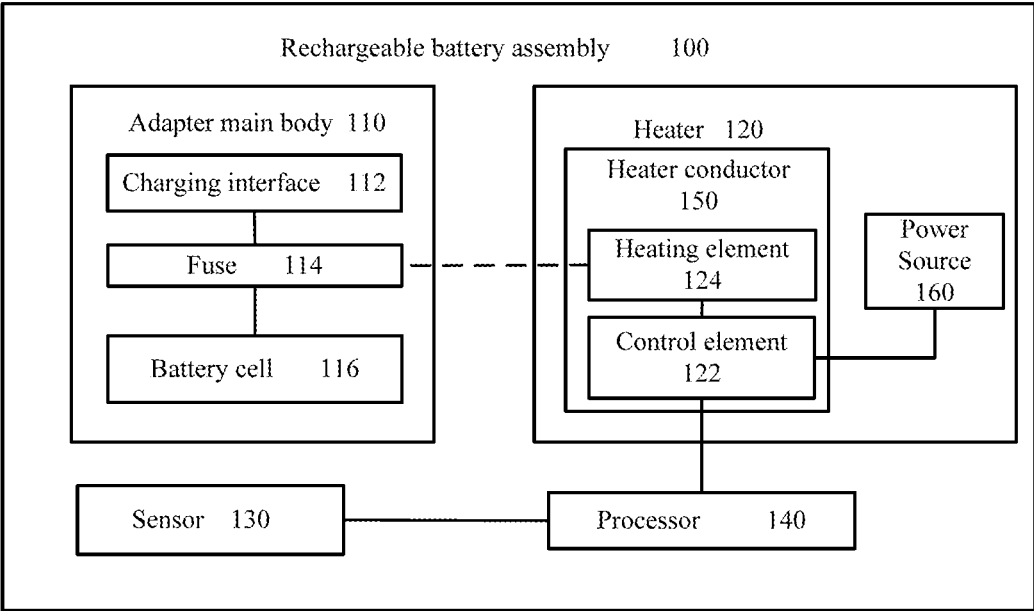 Rechargeable battery assembly 100
Adapter main body 110
Charging interface 112
Fuse 114
Battery cell 116
Heater 120
Heater conductor
150
Heating element
124
Control element
122
Power
Source
160
Sensor 130
Processor 140